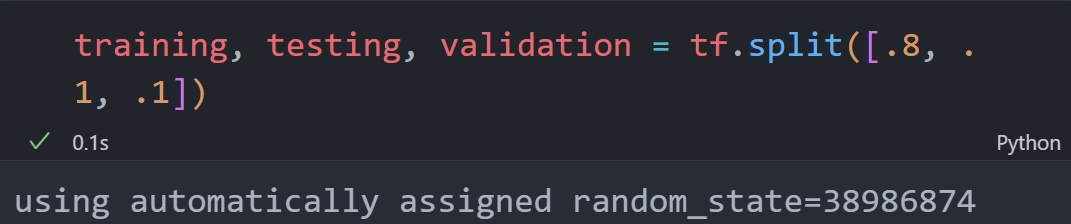 training, testing, validation = tf.split([.8, .
1, .1])
0.1s
Python
using automatically assigned random_state=38986874